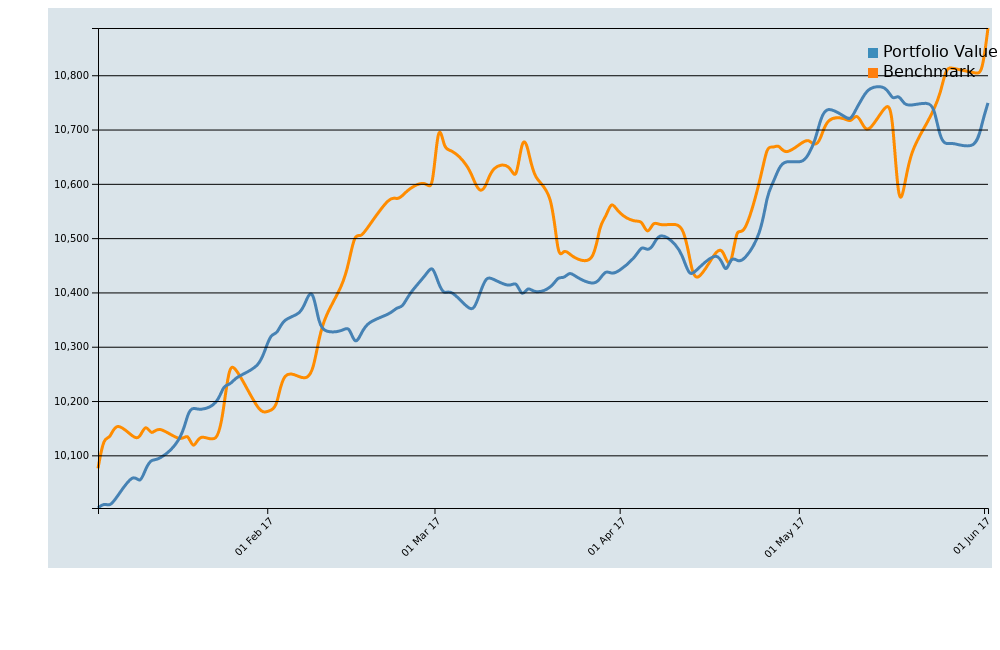 Portfolio Value
Benchmark
10,800
10,700
10,600
10,500
10,400
10,300
10,200
10,100
01 Feb 17
01 Mar 17
01 Apr 17
01 May 17
01 Jun 17